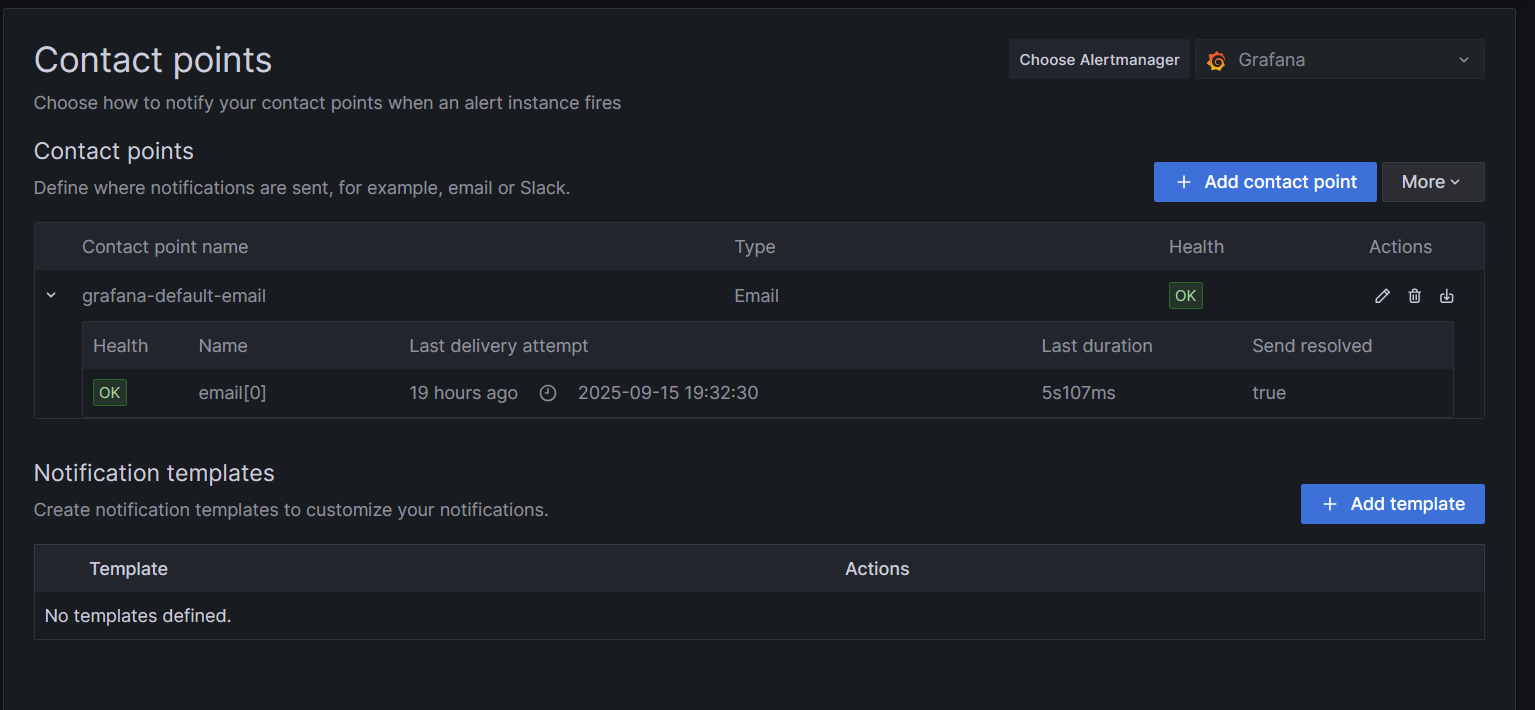 Contact points
Choose Alertmanager
Grafana
Choose how to notify your contact points when an alert instance fires
Contact points
Define where notifications are sent, for example, email or Slack.
+ Add contact point
More
Contact point name Type Health Actions
grafana-default-email Email OK
Health Name Last delivery attempt Last duration Send resolved
OK email[0] 19 hours ago 2025-09-15 19:32:30 5s107ms true
Notification templates
Create notification templates to customize your notifications.
+ Add template
Template Actions
No templates defined.